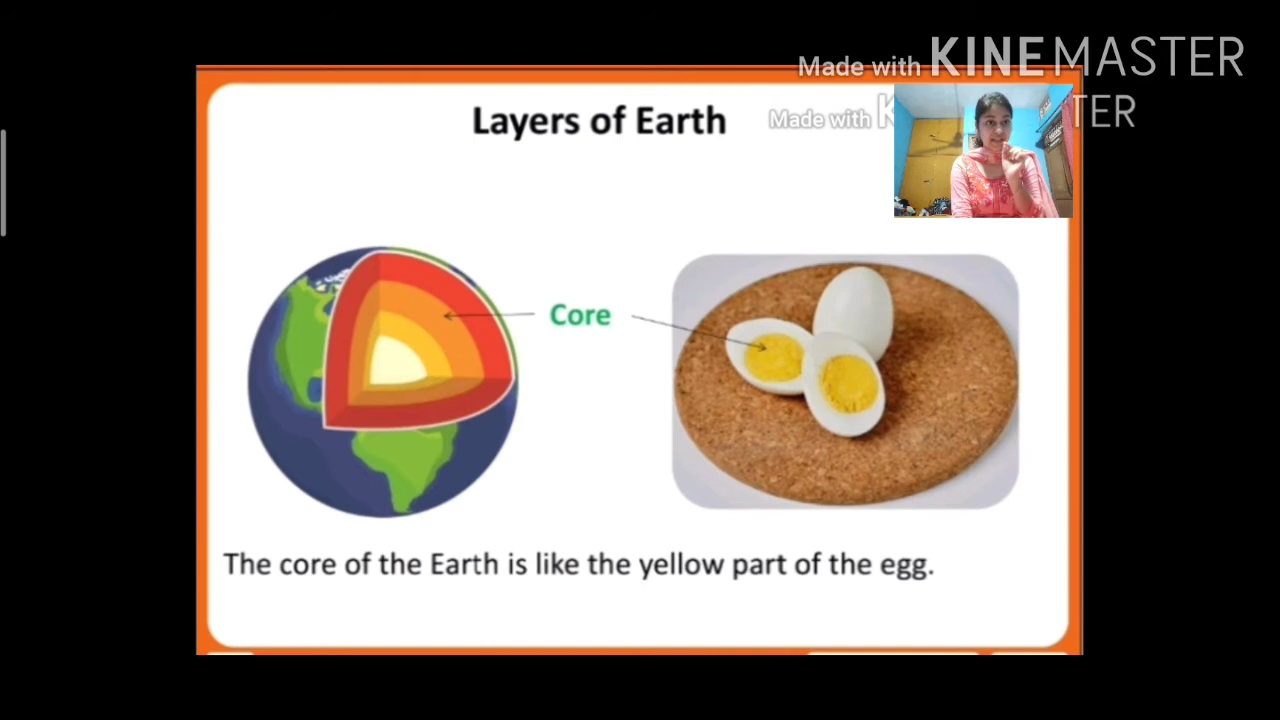 Made with KINEMASTER
Made with K TER
Layers of Earth
Core
The core of the Earth is like the yellow part of the egg.